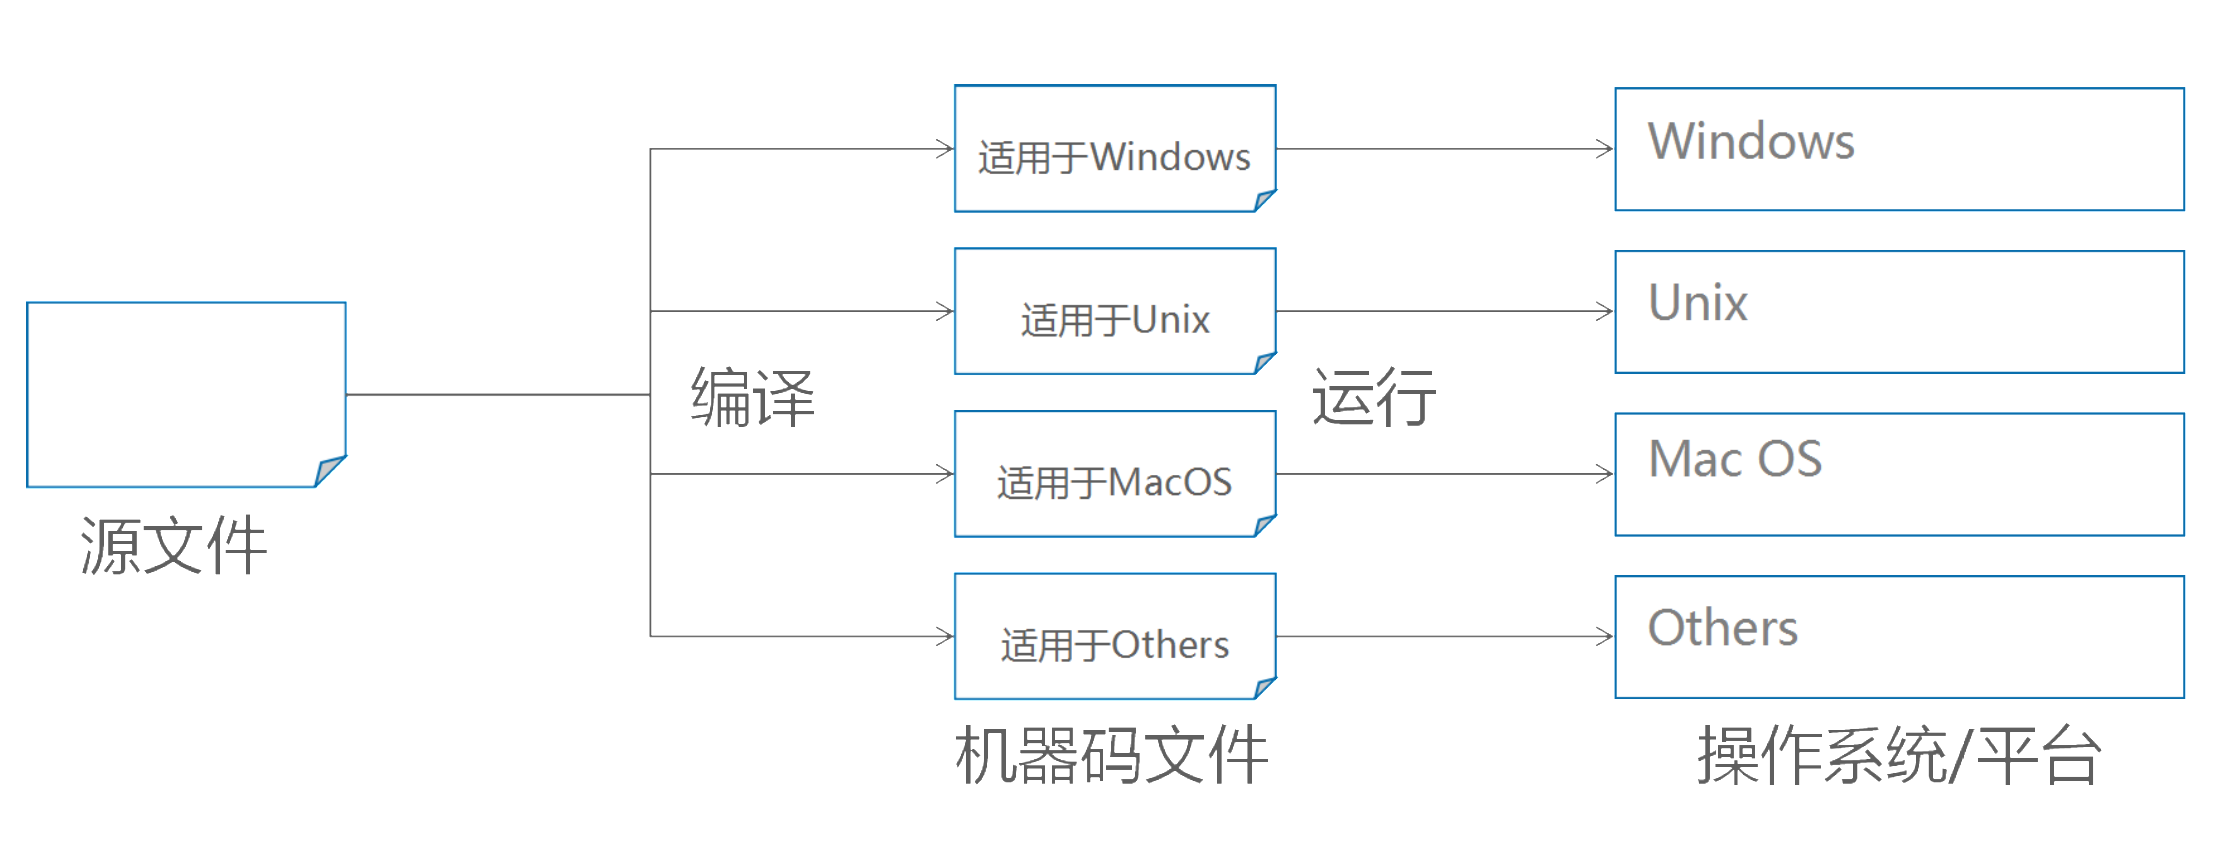 适用于Windows
Windows
适用于Unix
Unix
编译
运行
适用于MacOS
Mac OS
源文件
适用于Others
Others
机器码文件
操作系统/平台